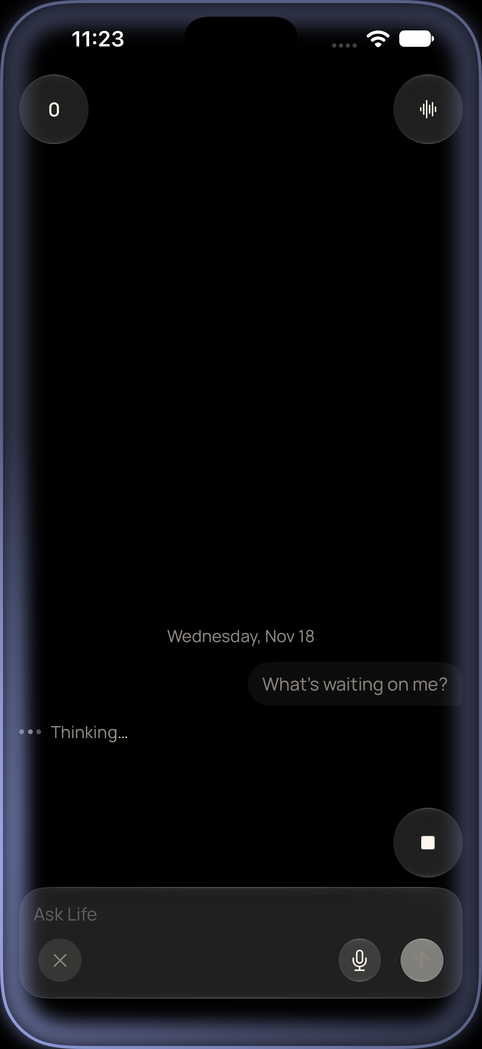 11:23
0
Wednesday, Nov 18
What's waiting on me?
Thinking…
Ask Life